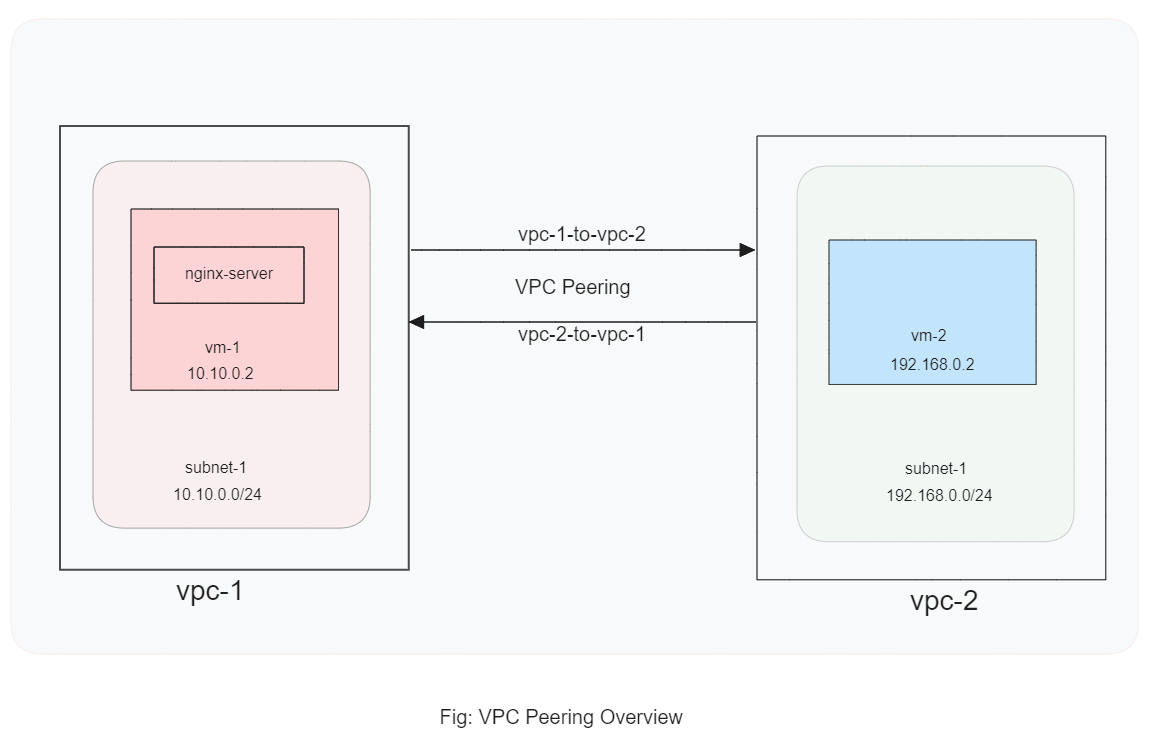 nginx-server
vm-1
10.10.0.2
subnet-1
10.10.0.0/24
vpc-1
vpc-1-to-vpc-2
VPC Peering
vpc-2-to-vpc-1
vm-2
192.168.0.2
subnet-1
192.168.0.0/24
vpc-2
Fig: VPC Peering Overview